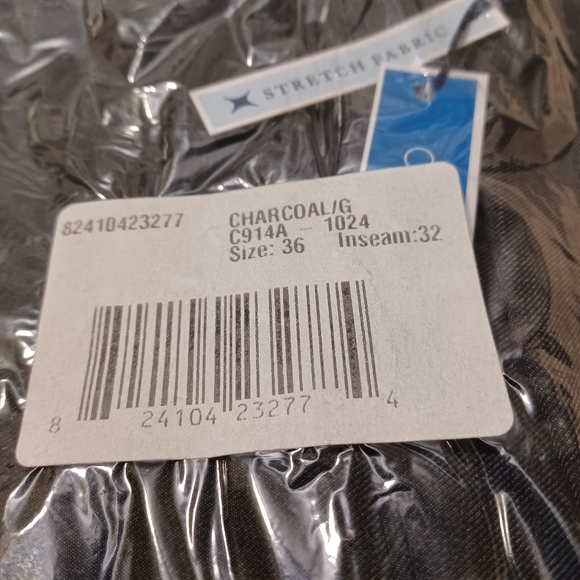 STRETCH FABRIC
82410423277
CHARCOAL/G
C914A - 1024
Size: 36 Inseam:32
8 24104 23277 4